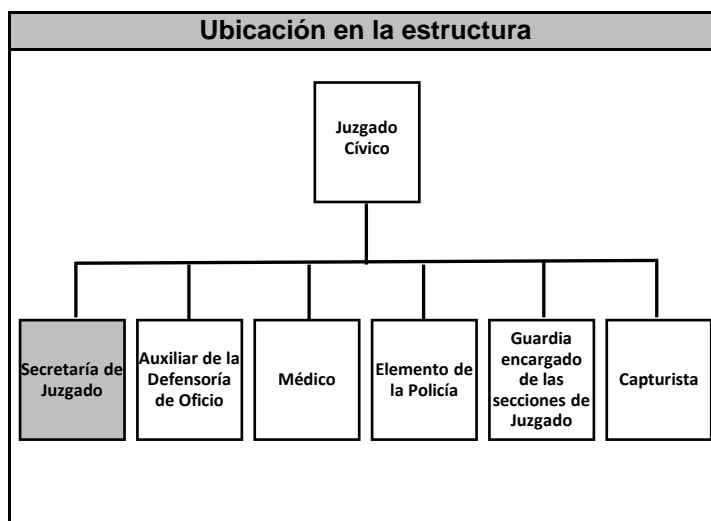 Ubicación en la estructura
Juzgado
Cívico
Secretaría de
Juzgado
Auxiliar de la
Defensoría
de Oficio
Médico
Elemento de
la Policía
Guardia
encargado
de las
secciones de
Juzgado
Capturista